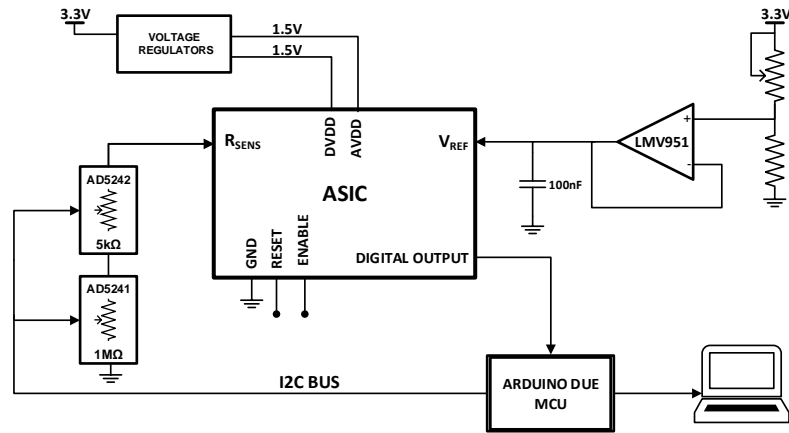 3.3V
VOLTAGE
REGULATORS
1.5V
1.5V
3.3V
RSENS
DVDD
AVDD
VREF
+
LMV951
-
100nF
ASIC
AD5242
5kΩ
GND
RESET
ENABLE
DIGITAL OUTPUT
AD5241
1MΩ
I2C BUS
ARDUINO DUE
MCU